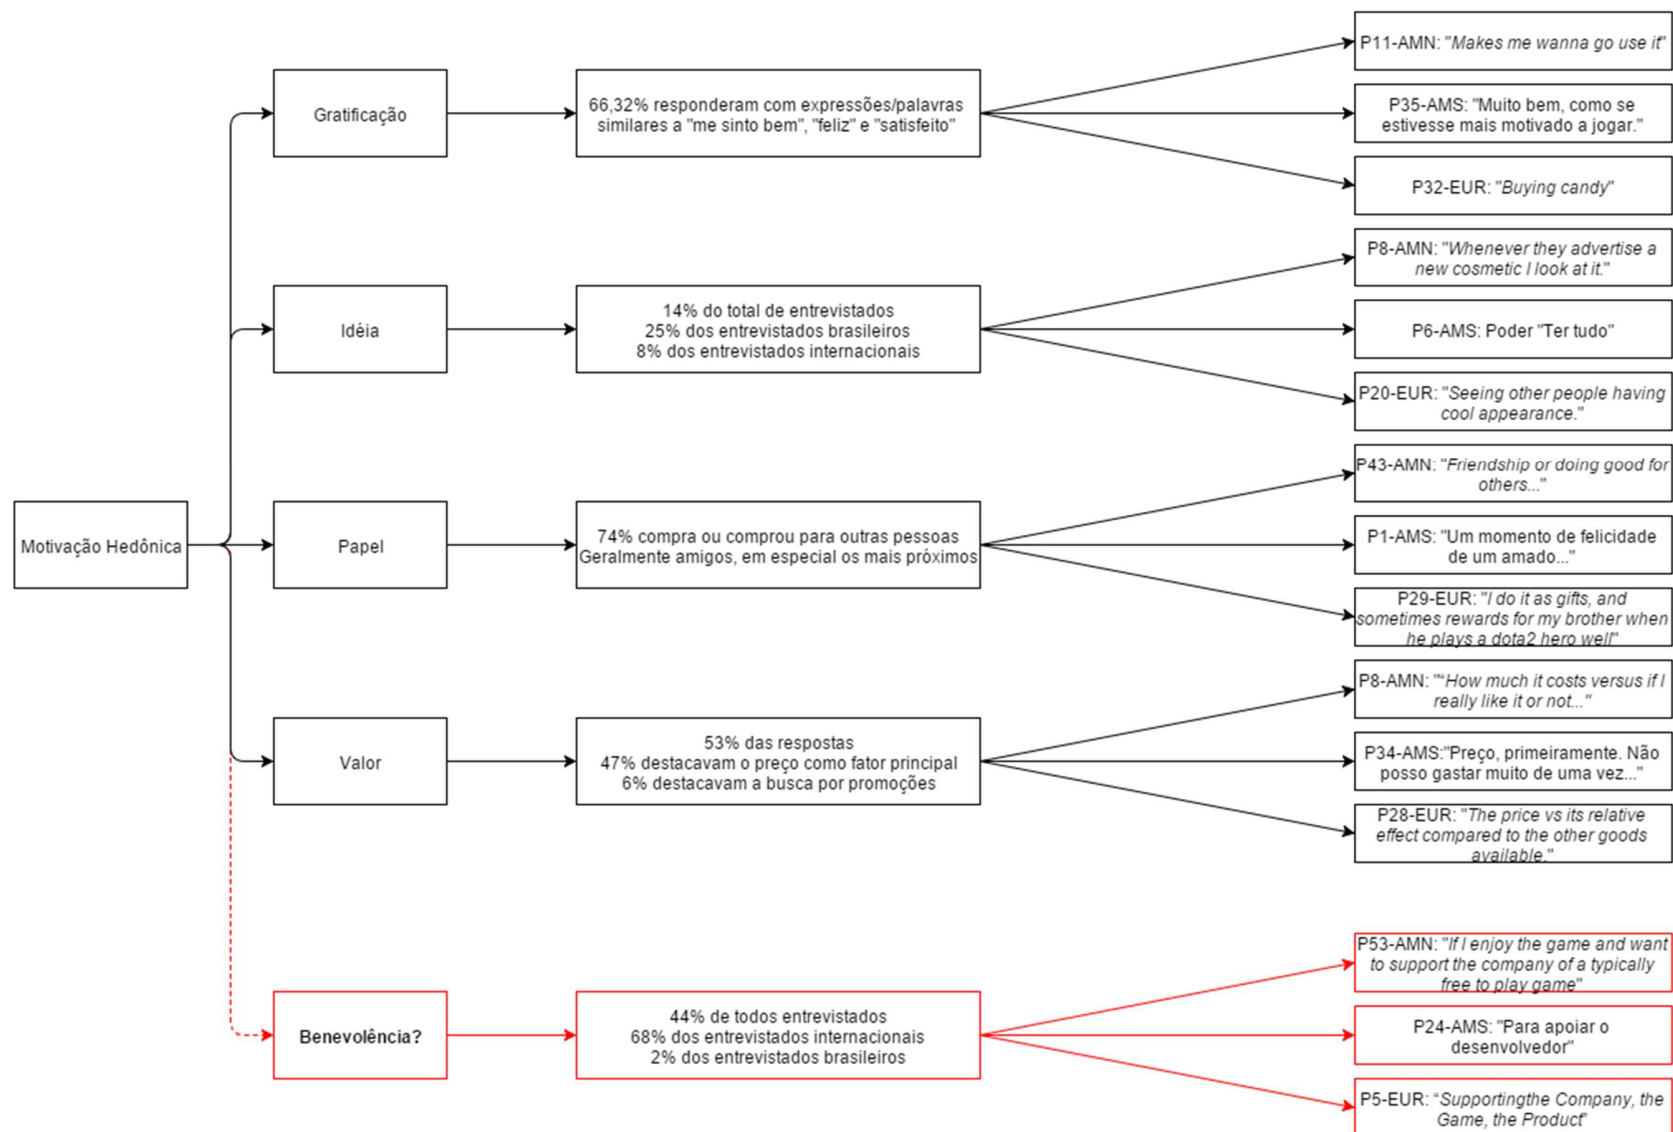 Motivação Hedônica
Gratificação
66,32% responderam com expressões/palavras
similares a "me sinto bem", "feliz" e "satisfeito"
P11-AMN: "Makes me wanna go use it"
P35-AMS: "Muito bem, como se
estivesse mais motivado a jogar."
P32-EUR: "Buying candy"
Idéia
14% do total de entrevistados
25% dos entrevistados brasileiros
8% dos entrevistados internacionais
P8-AMN: "Whenever they advertise a
new cosmetic I look at it."
P6-AMS: Poder "Ter tudo"
P20-EUR: "Seeing other people having
cool appearance."
Papel
74% compra ou comprou para outras pessoas
Geralmente amigos, em especial os mais próximos
P43-AMN: "Friendship or doing good for
others..."
P1-AMS: "Um momento de felicidade
de um amado..."
P29-EUR: "I do it as gifts, and
sometimes rewards for my brother when
he plays a dota2 hero well"
Valor
53% das respostas
47% destacavam o preço como fator principal
6% destacavam a busca por promoções
P8-AMN: "“How much it costs versus if I
really like it or not..."
P34-AMS:"Preço, primeiramente. Não
posso gastar muito de uma vez..."
P28-EUR: "The price vs its relative
effect compared to the other goods
available."
Benevolência?
44% de todos entrevistados
68% dos entrevistados internacionais
2% dos entrevistados brasileiros
P53-AMN: "If I enjoy the game and want
to support the company of a typically
free to play game"
P24-AMS: "Para apoiar o
desenvolvedor"
P5-EUR: “Supportingthe Company, the
Game, the Product"